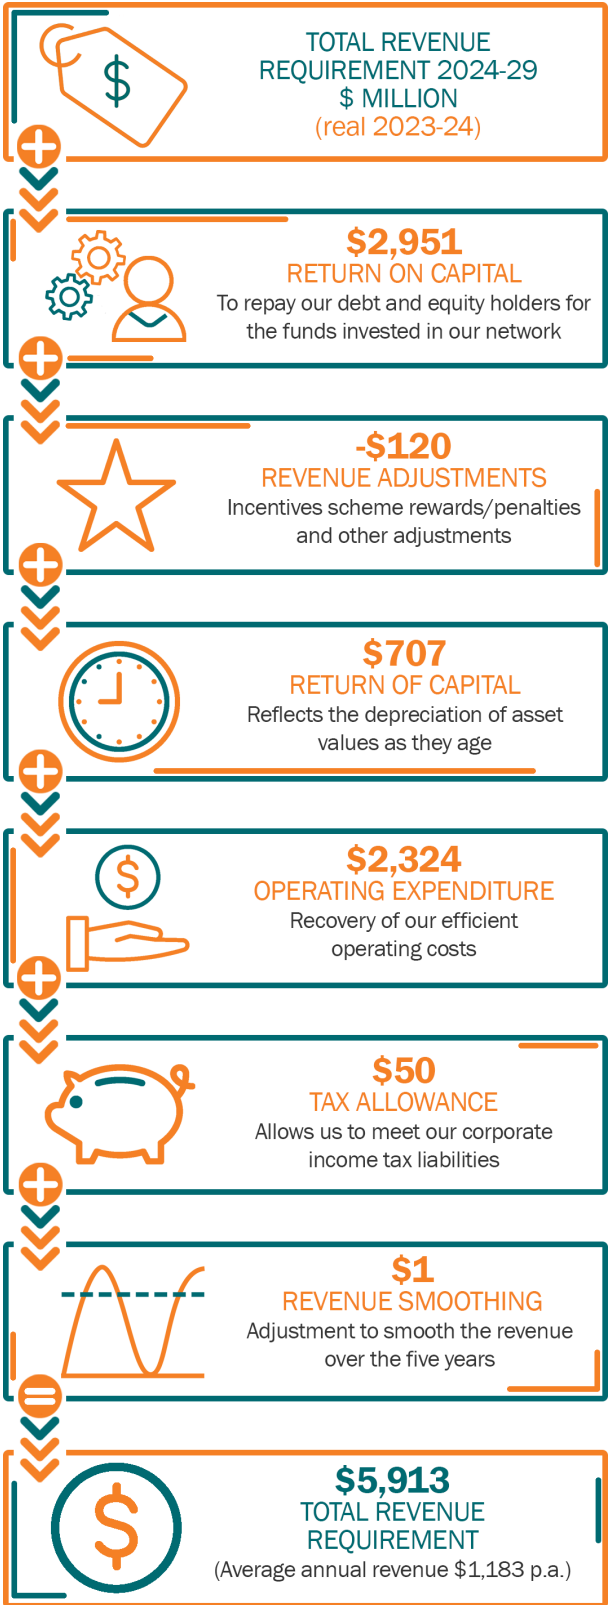 $
TOTAL REVENUE
REQUIREMENT 2024-29
$ MILLION
(real 2023-24)
$2,951
RETURN ON CAPITAL
To repay our debt and equity holders for
the funds invested in our network
-$120
REVENUE ADJUSTMENTS
Incentives scheme rewards/penalties
and other adjustments
$707
RETURN OF CAPITAL
Reflects the depreciation of asset
values as they age
$
$2,324
OPERATING EXPENDITURE
Recovery of our efficient
operating costs
$50
TAX ALLOWANCE
Allows us to meet our corporate
income tax liabilities
$1
REVENUE SMOOTHING
Adjustment to smooth the revenue
over the five years
$
$5,913
TOTAL REVENUE
REQUIREMENT
(Average annual revenue $1,183 p.a.)